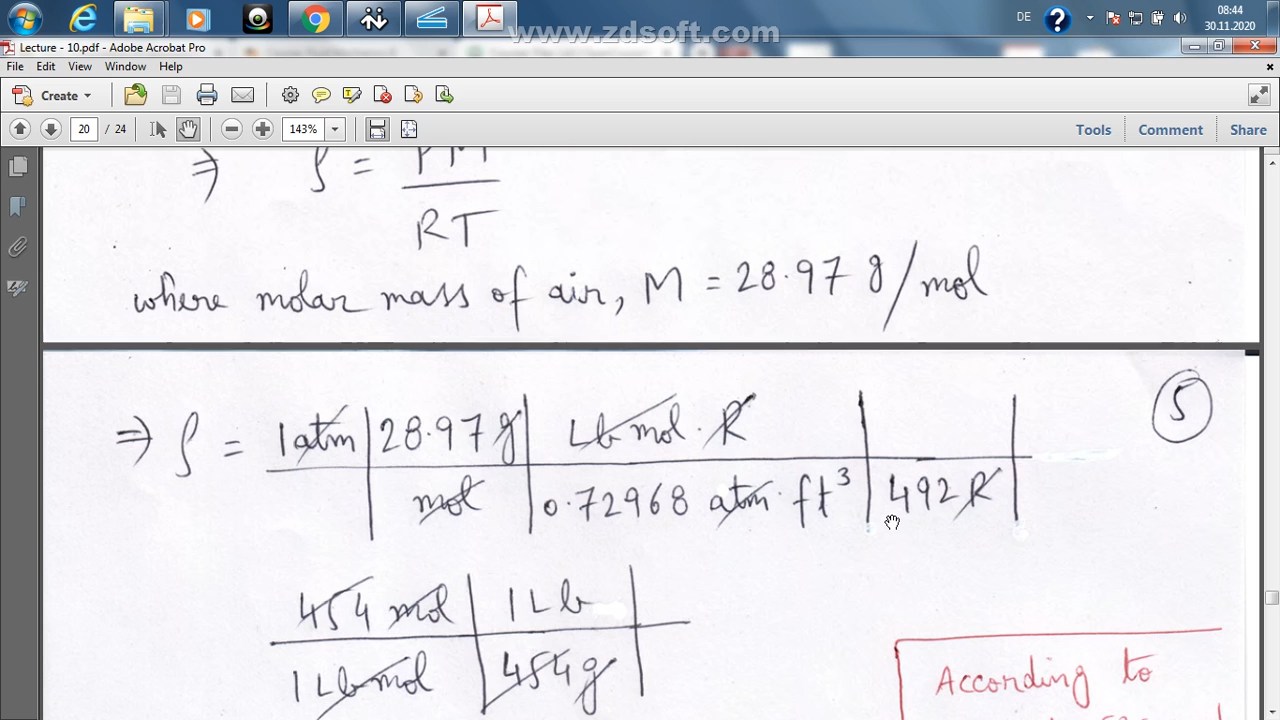 DE
08:44
30.11.2020
www.zdsoft.com
Lecture - 10.pdf - Adobe Acrobat Pro
File Edit View Window Help
Create
20 / 24 143% Tools Comment Share
⇒ ρ = PM
RT
where molar mass of air, M = 28.97 g/mol
⇒ ρ = 1 atm | 28.97 g | Lb mol · R
mol | 0.72968 atm · ft³ | 492 R
5
454 mol | 1 Lb
1 Lb mol | 454 g
According to